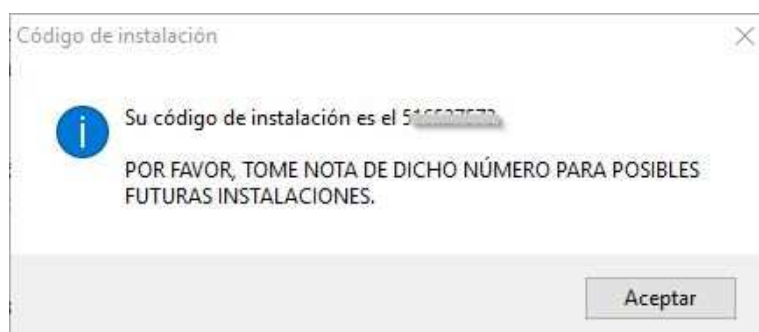 Código de instalación
Su código de instalación es el
POR FAVOR, TOME NOTA DE DICHO NÚMERO PARA POSIBLES
FUTURAS INSTALACIONES.
Aceptar